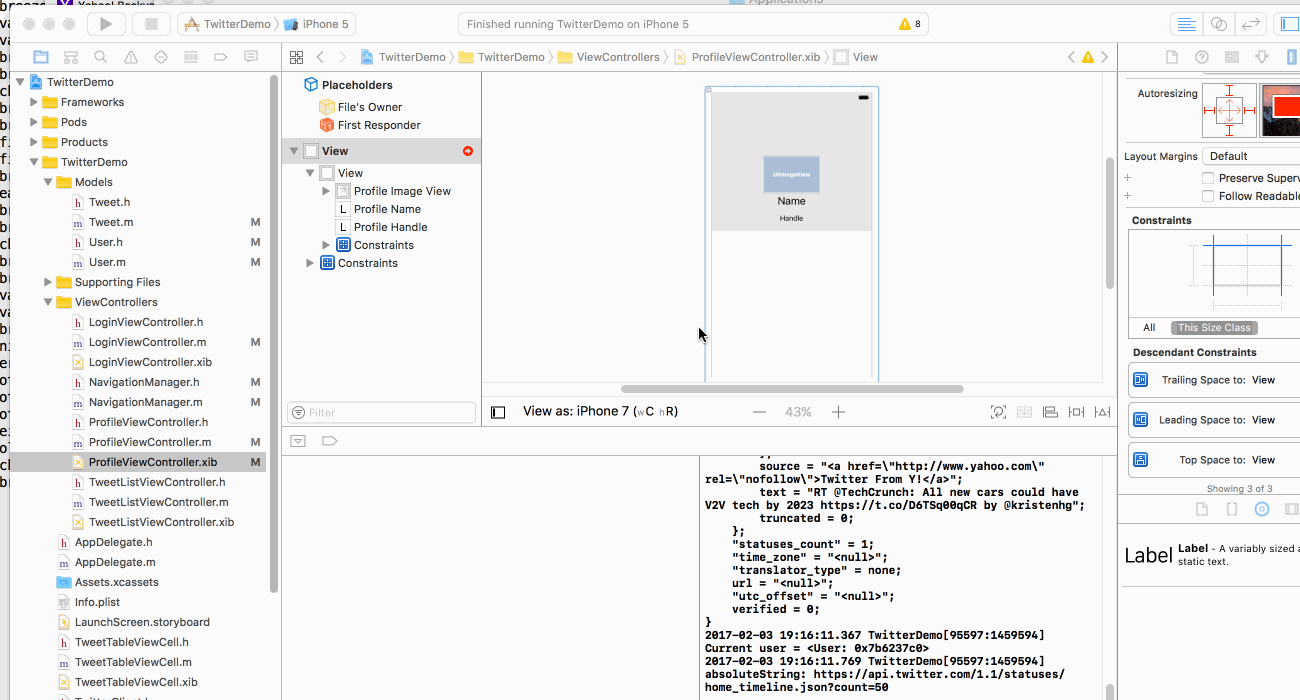 Applications
TwitterDemo
iPhone 5
Finished running TwitterDemo on iPhone 5
8
TwitterDemo
TwitterDemo
ViewControllers
ProfileViewController.xib
View
TwitterDemo
Frameworks
Pods
Products
TwitterDemo
Models
Tweet.h
Tweet.m M
User.h M
User.m M
Supporting Files
ViewControllers
LoginViewController.h
LoginViewController.m M
LoginViewController.xib
NavigationManager.h M
NavigationManager.m M
ProfileViewController.h
ProfileViewController.m M
ProfileViewController.xib M
TweetListViewController.h
TweetListViewController.m
TweetListViewController.xib
AppDelegate.h
AppDelegate.m
Assets.xcassets
Info.plist
LaunchScreen.storyboard
TweetTableViewCell.h
TweetTableViewCell.m
TweetTableViewCell.xib
Placeholders
File's Owner
First Responder
View
View
Profile Image View
L Profile Name
L Profile Handle
Constraints
Constraints
Filter
UIImageView
Name
Handle
View as: iPhone 7 (wC hR)
43%
source = "<a href=\"http://www.yahoo.com\"
rel=\"nofollow\">Twitter From Y!</a>";
text = "RT @TechCrunch: All new cars could have
V2V tech by 2023 https://t.co/D6TSq00qCR by @kristenhg";
truncated = 0;
};
"statuses_count" = 1;
"time_zone" = "<null>";
"translator_type" = none;
url = "<null>";
"utc_offset" = "<null>";
verified = 0;
}
2017-02-03 19:16:11.367 TwitterDemo[95597:1459594]
Current user = <User: 0x7b6237c0>
2017-02-03 19:16:11.769 TwitterDemo[95597:1459594]
absoluteString: https://api.twitter.com/1.1/statuses/
home_timeline.json?count=50
Autoresizing
Layout Margins Default
Preserve Superv
Follow Readable
Constraints
All This Size Class
Descendant Constraints
Trailing Space to: View
Leading Space to: View
Top Space to: View
Showing 3 of 3
Label
Label - A variably sized a
static text.